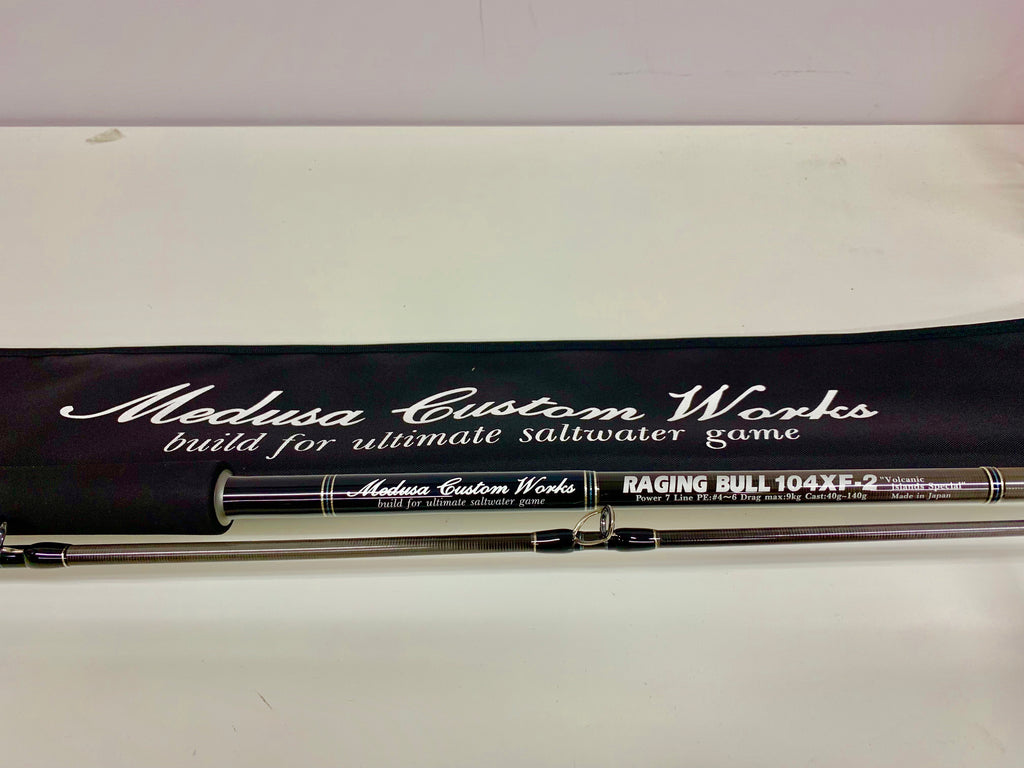 Medusa Custom Works
build for ultimate saltwater game
Medusa Custom Works
build for ultimate saltwater game
RAGING BULL 104XF-2
Power 7 Line PE:#4~6 Drag max:9kg Cast:40g~140g
"Volcanic
Islands Special"
Made in Japan